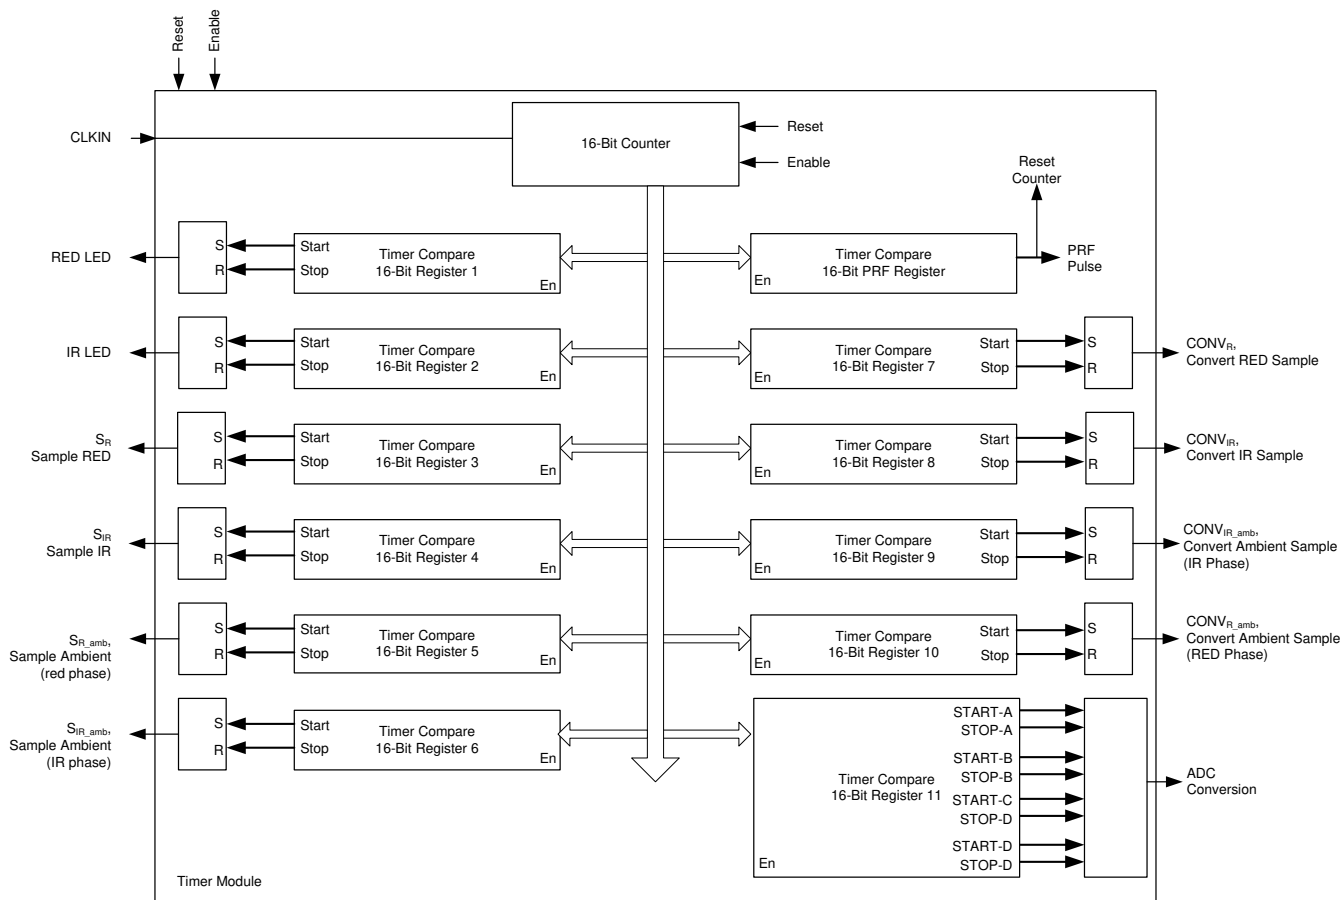 Reset
Enable
CLKIN
16-Bit Counter
Reset
Enable
Reset
Counter
PRF
Pulse
RED LED
S
R
Start
Stop
Timer Compare
16-Bit Register 1
En
Timer Compare
16-Bit PRF Register
En
IR LED
S
R
Start
Stop
Timer Compare
16-Bit Register 2
En
Timer Compare
16-Bit Register 7
En
Start
Stop
S
R
CONVR,
Convert RED Sample
SR
Sample RED
S
R
Start
Stop
Timer Compare
16-Bit Register 3
En
Timer Compare
16-Bit Register 8
En
Start
Stop
S
R
CONVIR,
Convert IR Sample
SIR
Sample IR
S
R
Start
Stop
Timer Compare
16-Bit Register 4
En
Timer Compare
16-Bit Register 9
En
Start
Stop
S
R
CONVIR_amb,
Convert Ambient Sample
(IR Phase)
SR_amb,
Sample Ambient
(red phase)
S
R
Start
Stop
Timer Compare
16-Bit Register 5
En
Timer Compare
16-Bit Register 10
En
Start
Stop
S
R
CONVR_amb,
Convert Ambient Sample
(RED Phase)
SIR_amb,
Sample Ambient
(IR phase)
S
R
Start
Stop
Timer Compare
16-Bit Register 6
En
Timer Compare
16-Bit Register 11
En
START-A
STOP-A
START-B
STOP-B
START-C
STOP-D
START-D
STOP-D
ADC
Conversion
Timer Module